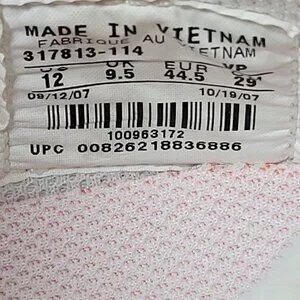 MADE IN VIETNAM
FABRIQUE AU VIETNAM
317813-114
UK EUR
12 9.5 44.5 29
09/12/07 10/19/07
100963172
UPC 00826218836886